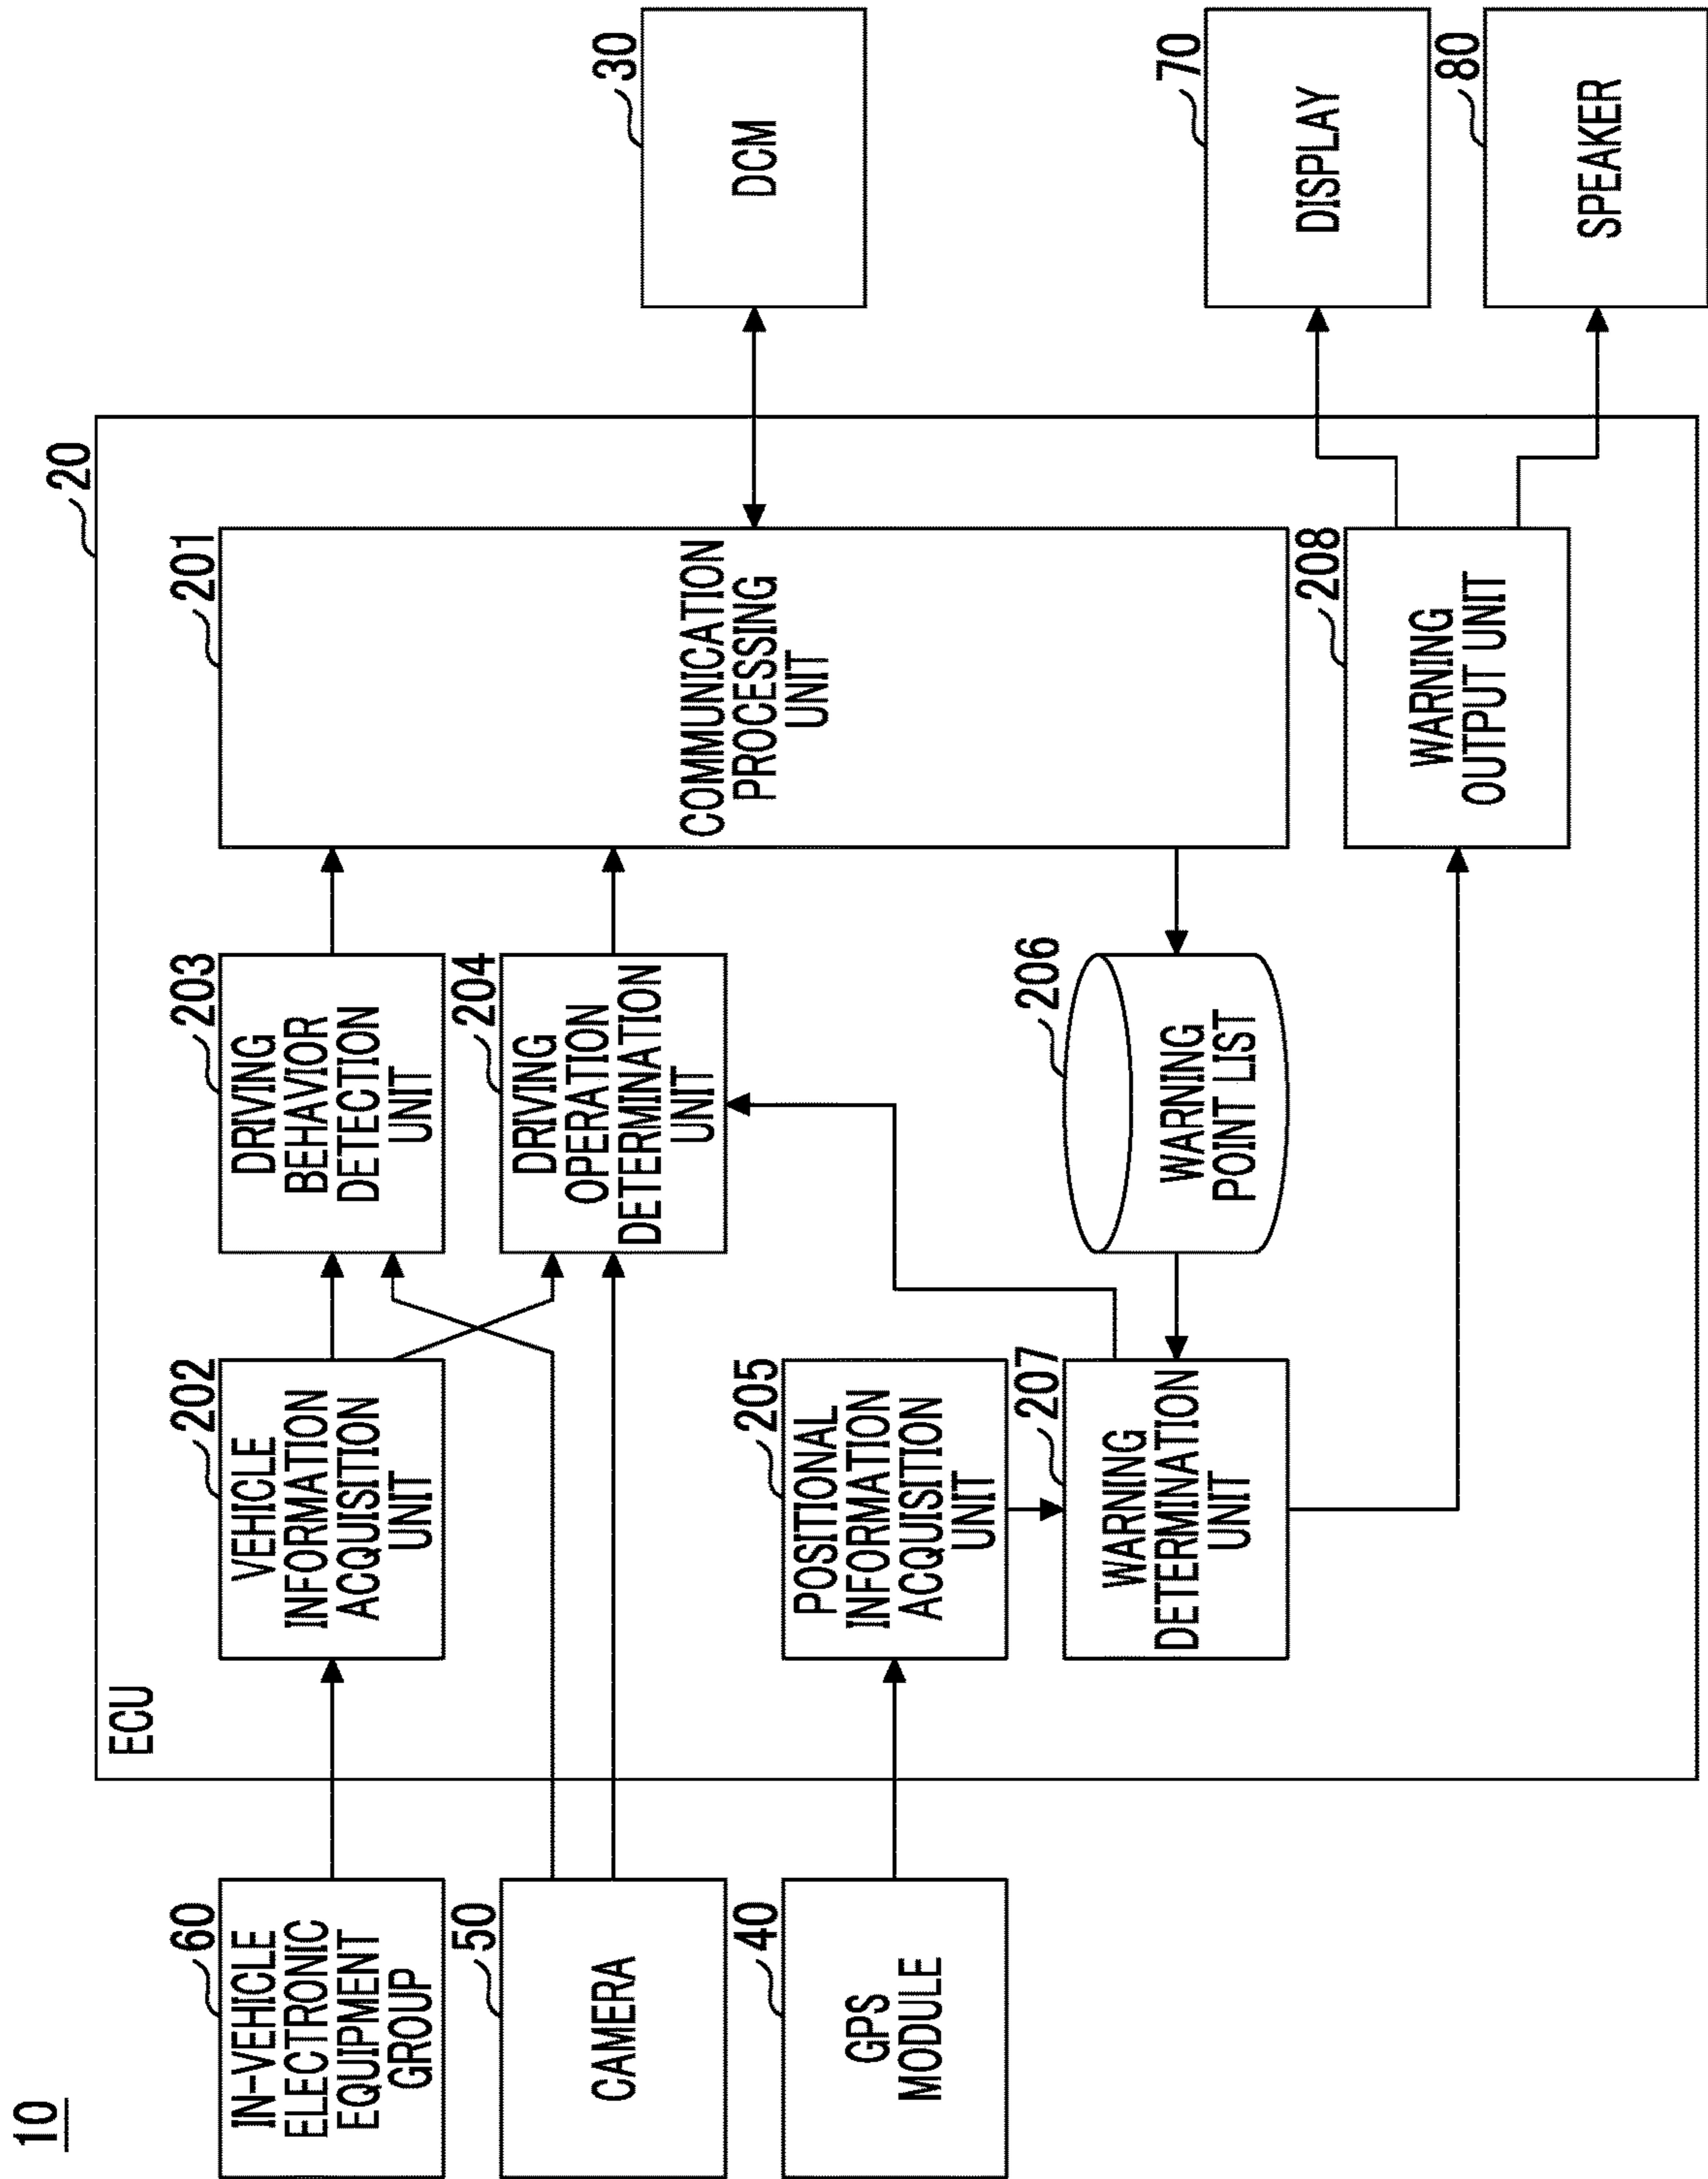 10
60
IN-VEHICLE
ELECTRONIC
EQUIPMENT
GROUP
50
CAMERA
40
GPS
MODULE
20
ECU
202
VEHICLE
INFORMATION
ACQUISITION
UNIT
203
DRIVING
BEHAVIOR
DETECTION
UNIT
204
DRIVING
OPERATION
DETERMINATION
UNIT
201
COMMUNICATION
PROCESSING
UNIT
205
POSITIONAL
INFORMATION
ACQUISITION
UNIT
206
WARNING
POINT LIST
207
WARNING
DETERMINATION
UNIT
208
WARNING
OUTPUT UNIT
30
DCM
70
DISPLAY
80
SPEAKER